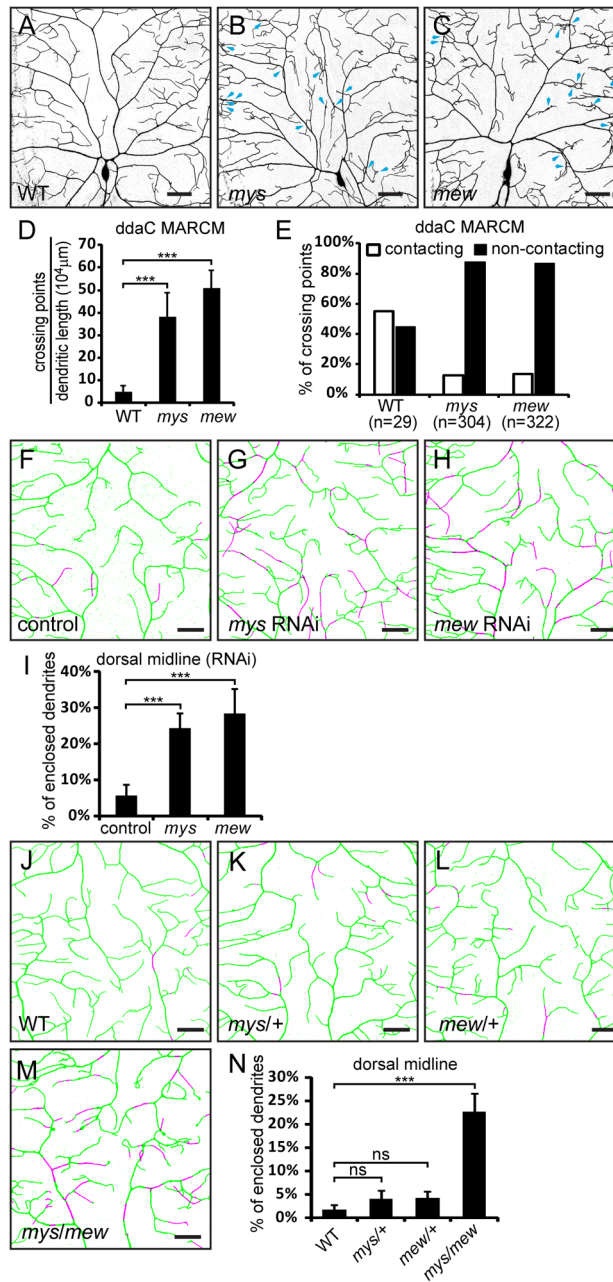 A
WT
B
mys
C
mew
D
ddaC MARCM
crossing points
dendritic length (10⁴μm)
60
50
40
30
20
10
0
***
***
WT
mys
mew
E
ddaC MARCM
% of crossing points
100%
80%
60%
40%
20%
0%
contacting
non-contacting
WT
(n=29)
mys
(n=304)
mew
(n=322)
F
control
G
mys RNAi
H
mew RNAi
I
dorsal midline (RNAi)
% of enclosed dendrites
40%
30%
20%
10%
0%
***
***
control
mys
mew
J
WT
K
mys/+
L
mew/+
M
mys/mew
N
dorsal midline
% of enclosed dendrites
30%
25%
20%
15%
10%
5%
0%
***
ns
ns
WT
mys/+
mew/+
mys/mew